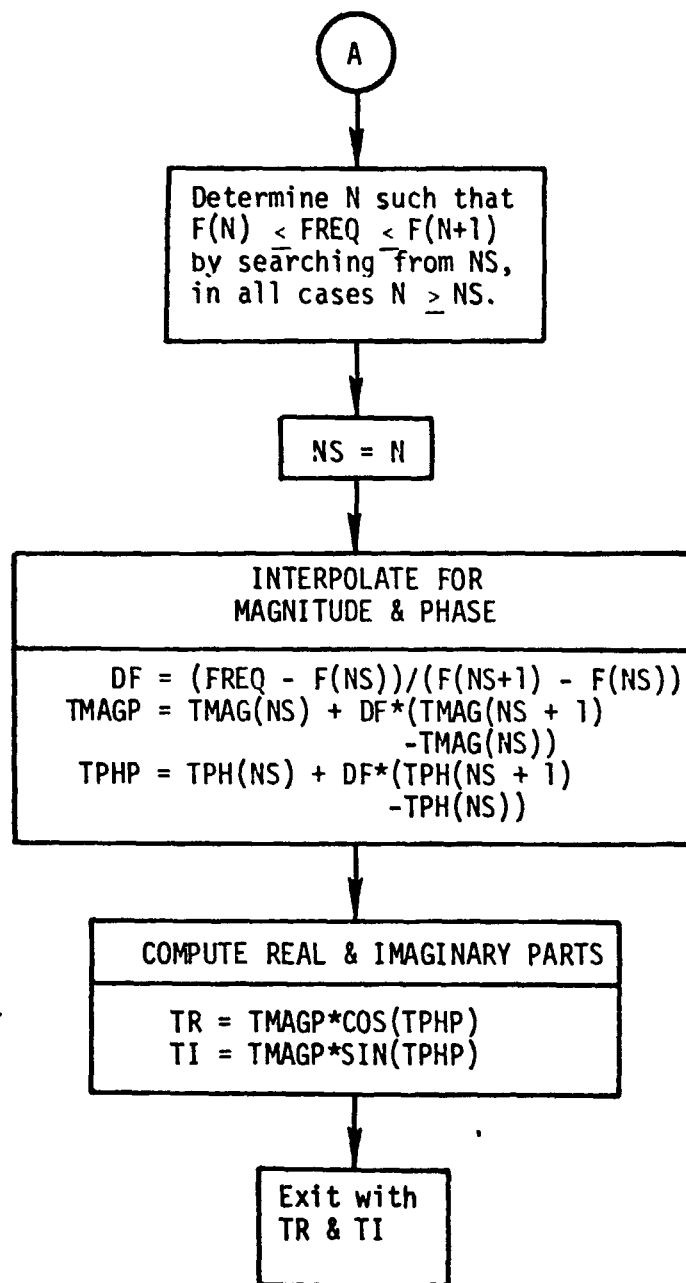 A
Determine N such that
F(N) ≤ FREQ ≤ F(N+1)
by searching from NS,
in all cases N ≥ NS.
NS = N
INTERPOLATE FOR
MAGNITUDE & PHASE
DF = (FREQ - F(NS))/(F(NS+1) - F(NS))
TMAGP = TMAG(NS) + DF*(TMAG(NS + 1)
-TMAG(NS))
TPHP = TPH(NS) + DF*(TPH(NS + 1)
-TPH(NS))
COMPUTE REAL & IMAGINARY PARTS
TR = TMAGP*COS(TPHP)
TI = TMAGP*SIN(TPHP)
Exit with
TR & TI